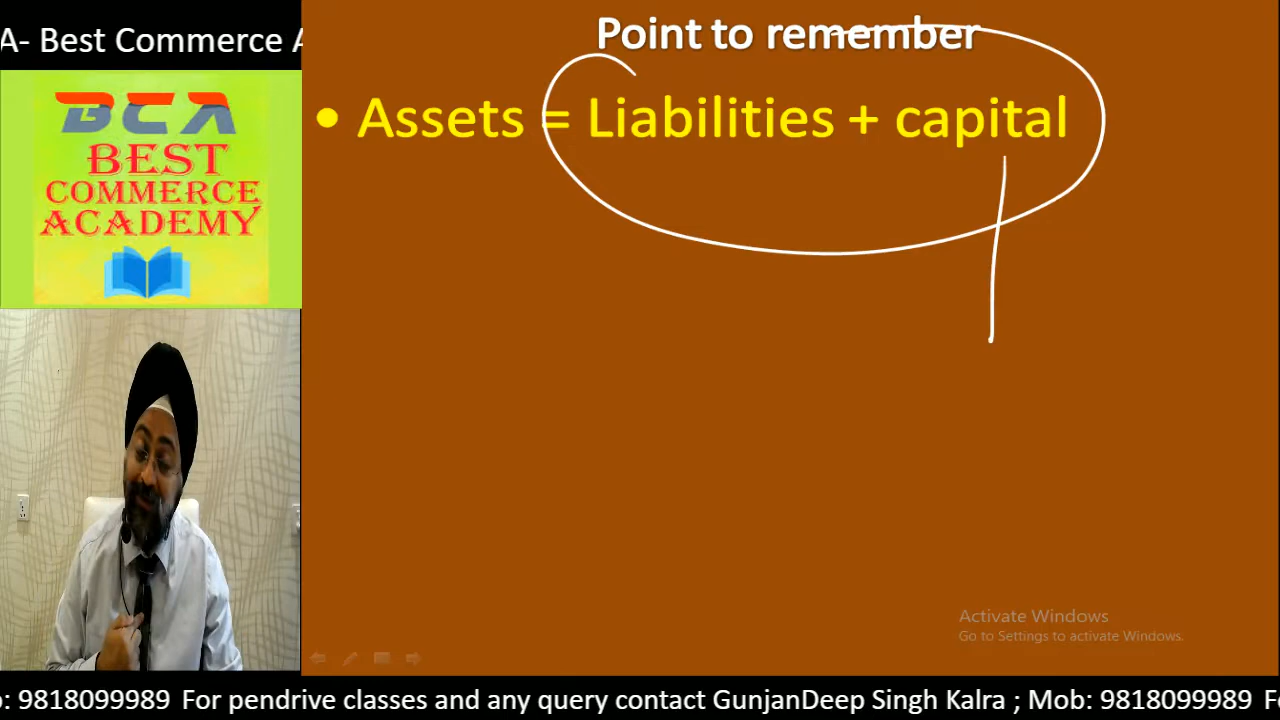 A- Best Commerce A
BCA
BEST
COMMERCE
ACADEMY
Point to remember
• Assets = Liabilities + capital
Activate Windows
Go to Settings to activate Windows.
o: 9818099989 For pendrive classes and any query contact GunjanDeep Singh Kalra ; Mob: 9818099989 Fo